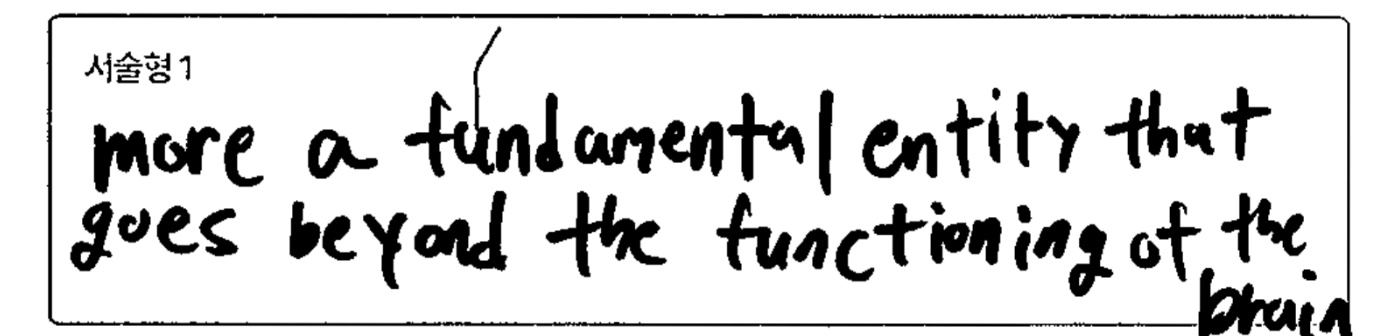 서술형 1
more a fundamental entity that
goes beyond the functioning of the
brain